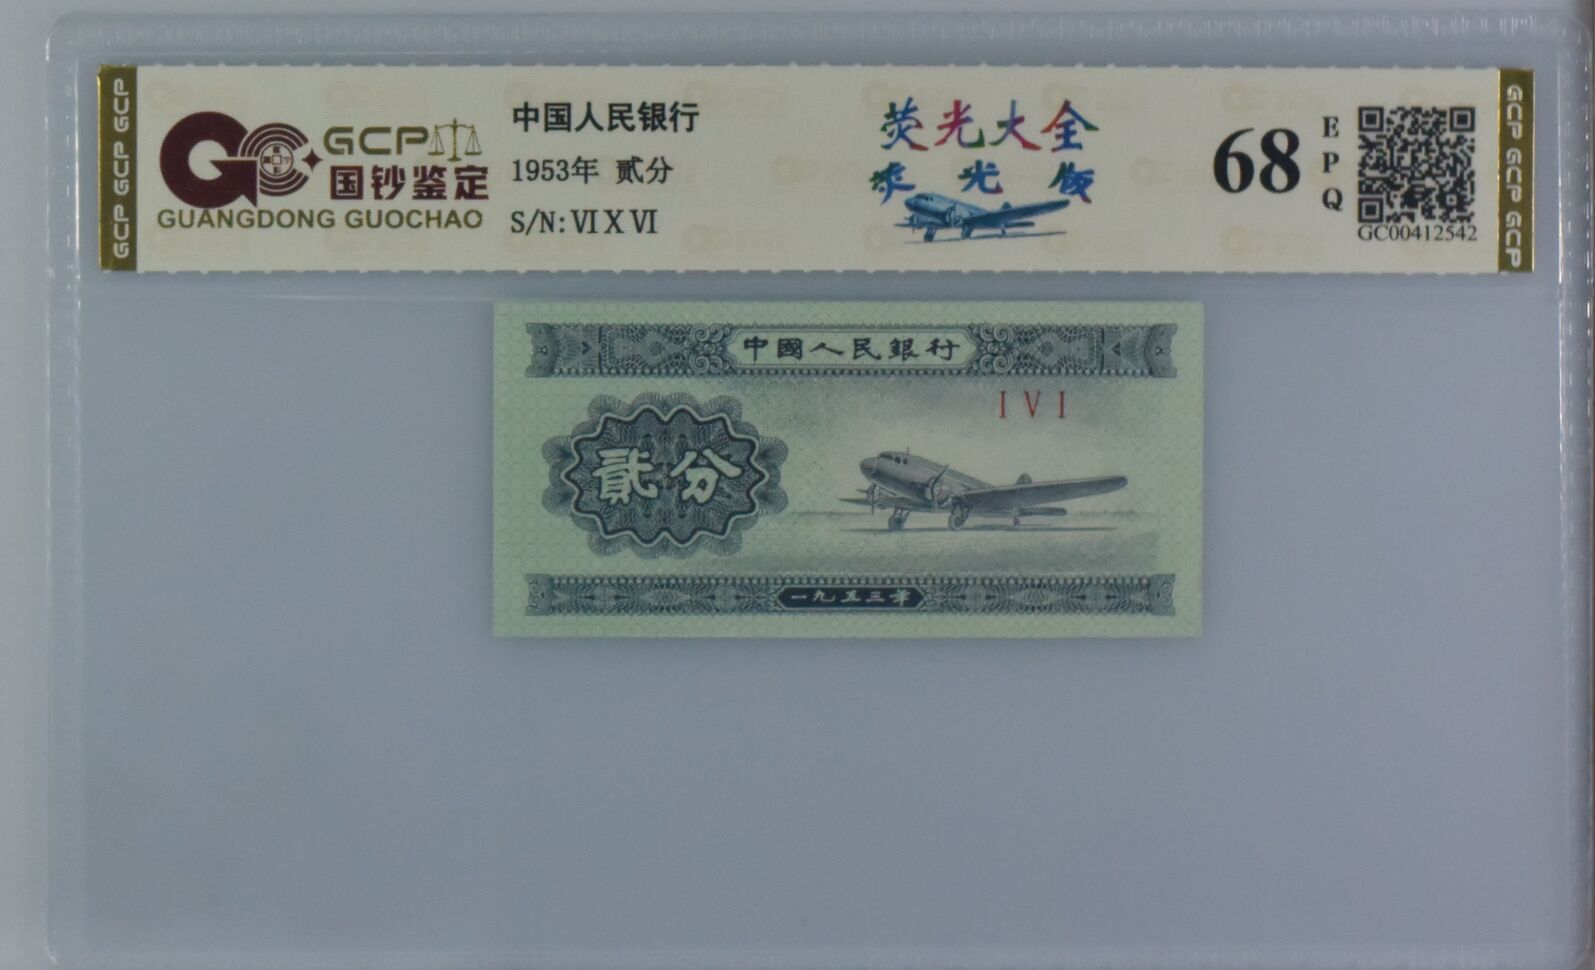 GCP GCP GCP
GCP
国钞鉴定
GUANGDONG GUOCHAO
中国人民银行
1953年 贰分
S/N: VI X VI
荧光大全
荧光版
68
EPQ
GC00412542
GCP GCP GCP
中國人民銀行
I V I
貳分
一九五三年